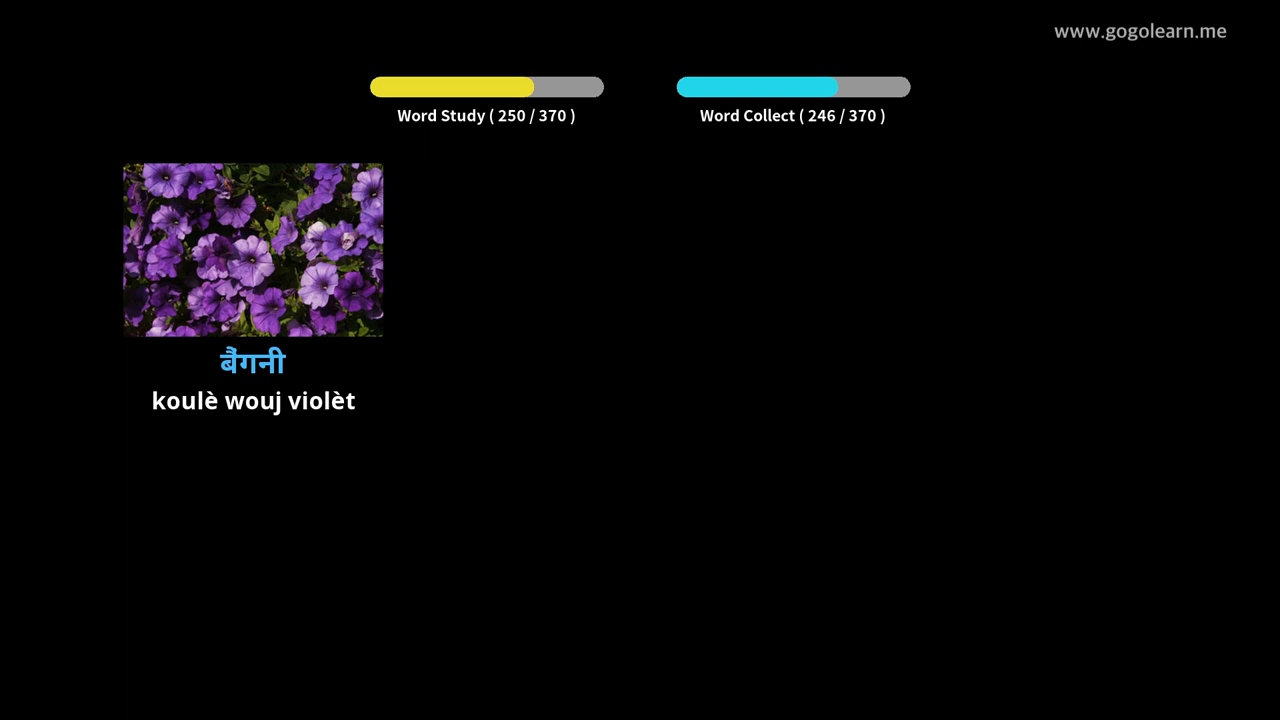 www.gogolearn.me
Word Study ( 250 / 370 )
Word Collect ( 246 / 370 )
बैंगनी
koulè wouj violèt